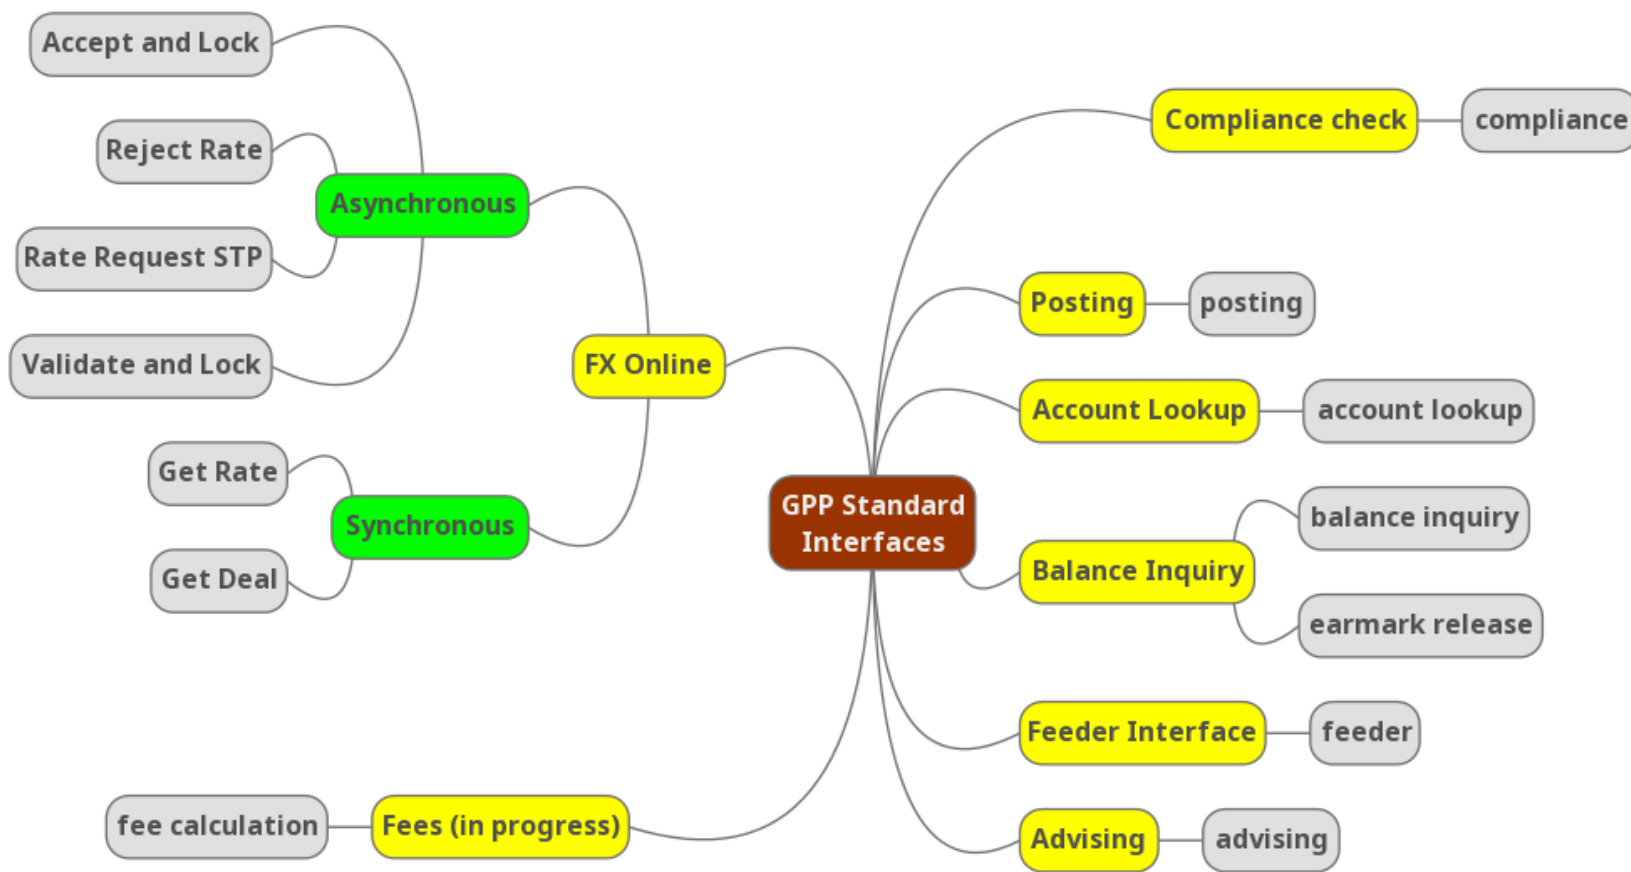 Accept and Lock
Reject Rate
Asynchronous
Rate Request STP
Validate and Lock
FX Online
Get Rate
Synchronous
Get Deal
fee calculation
Fees (in progress)
GPP Standard
Interfaces
Compliance check
compliance
Posting
posting
Account Lookup
account lookup
balance inquiry
Balance Inquiry
earmark release
Feeder Interface
feeder
Advising
advising